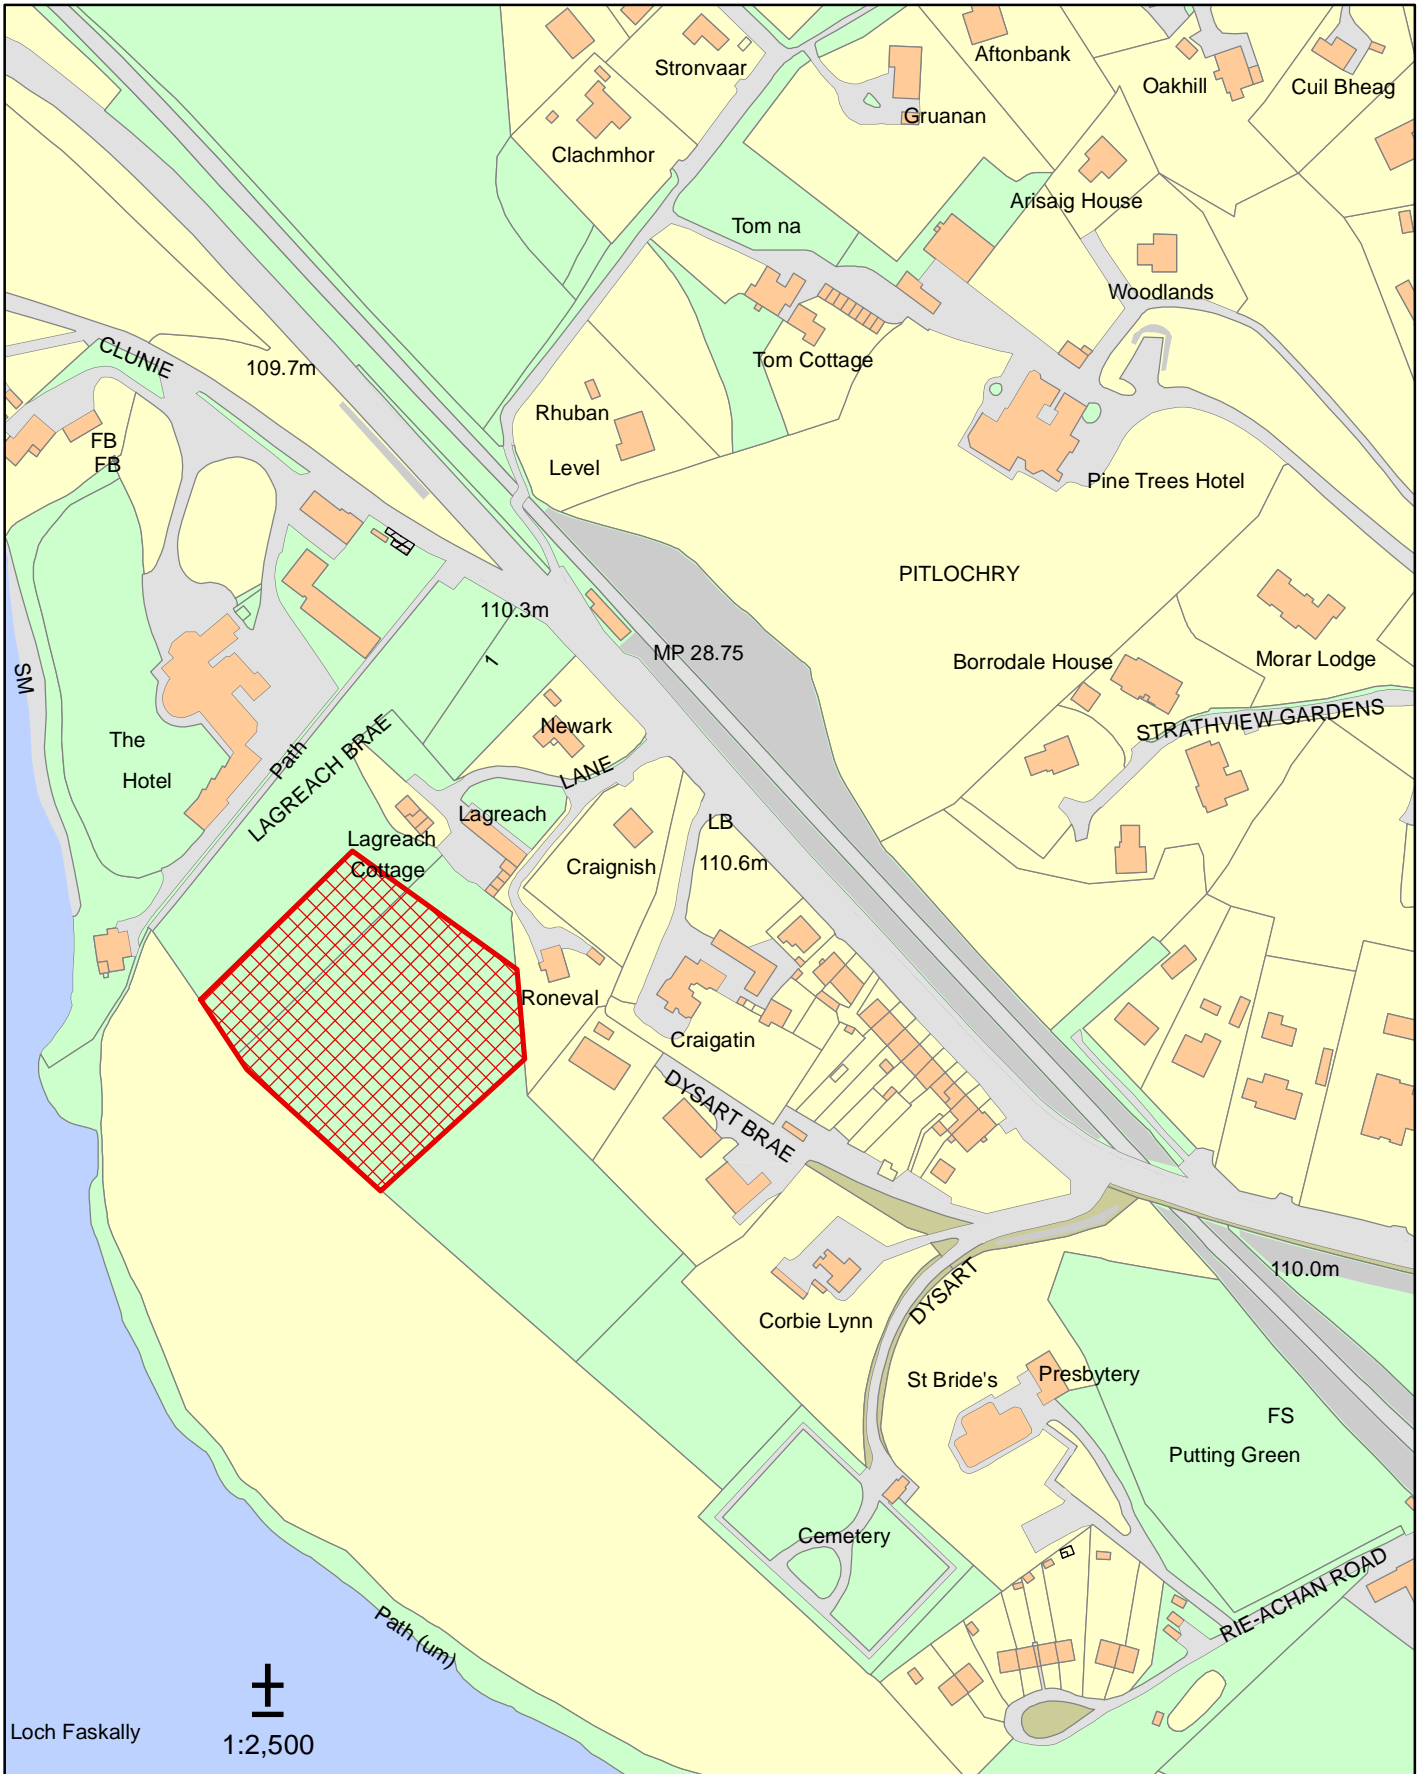 Stronvaar
Aftonbank
Oakhill
Cuil Bheag
Gruanan
Clachmhor
Arisaig House
Tom na
Woodlands
CLUNIE
109.7m
Tom Cottage
Rhuban
FB
FB
Level
Pine Trees Hotel
PITLOCHRY
110.3m
MP 28.75
1
Borrodale House
Morar Lodge
SM
STRATHVIEW GARDENS
Newark
The
Hotel
Path
LAGREACH BRAE
LANE
Lagreach
LB
Lagreach
Cottage
Craignish
110.6m
Roneval
Craigatin
DYSART BRAE
110.0m
DYSART
Corbie Lynn
St Bride's
Presbytery
FS
Putting Green
Cemetery
RIE-ACHAN ROAD
Path (um)
Loch Faskally
±
1:2,500